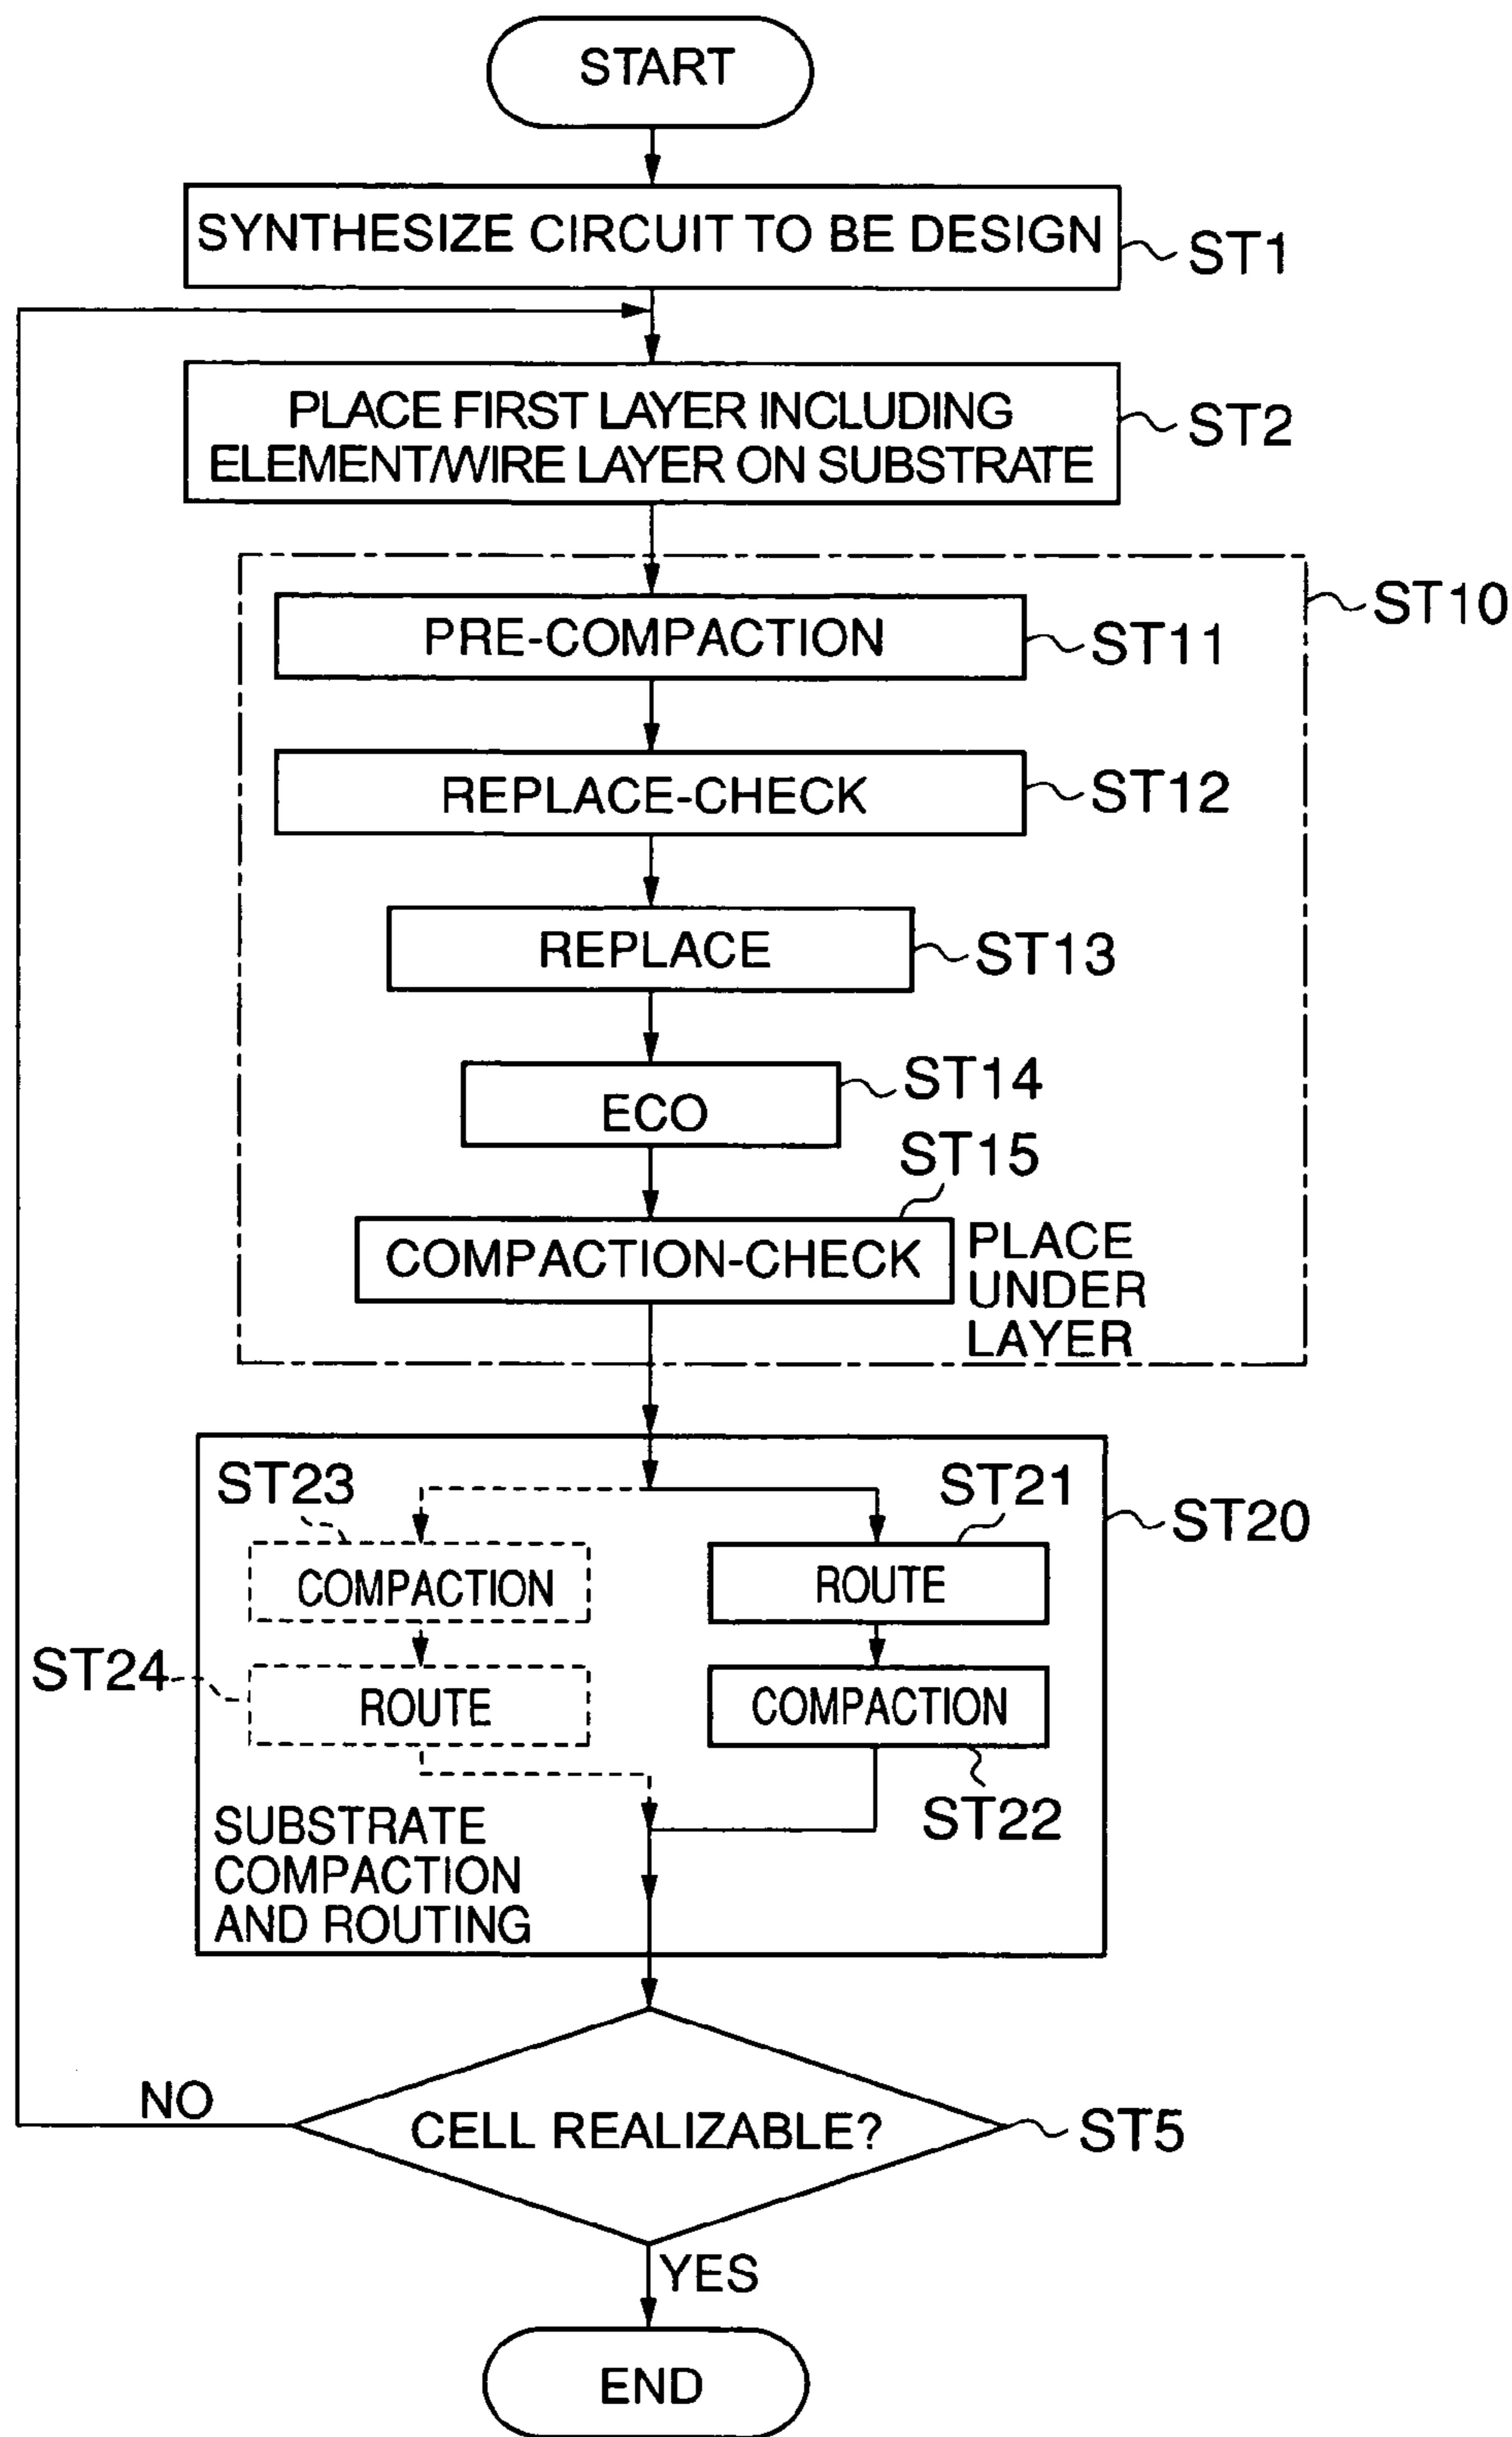 START
SYNTHESIZE CIRCUIT TO BE DESIGN
ST1
PLACE FIRST LAYER INCLUDING
ELEMENT/WIRE LAYER ON SUBSTRATE
ST2
ST10
PRE-COMPACTION
ST11
REPLACE-CHECK
ST12
REPLACE
ST13
ECO
ST14
ST15
COMPACTION-CHECK
PLACE
UNDER
LAYER
ST23
ST21
ST20
COMPACTION
ROUTE
ST24
ROUTE
COMPACTION
ST22
SUBSTRATE
COMPACTION
AND ROUTING
NO
CELL REALIZABLE?
ST5
YES
END